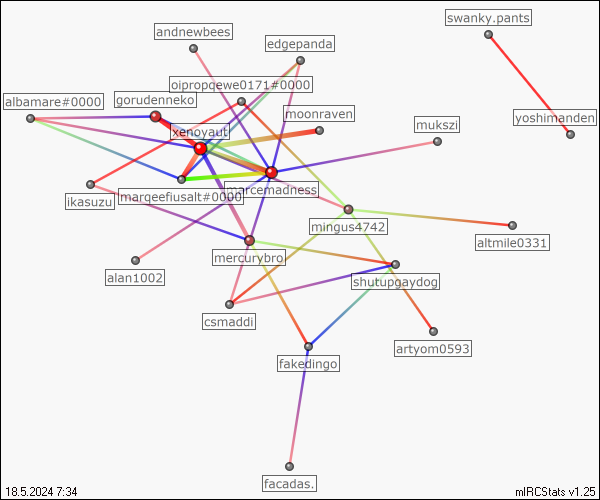 swanky.pants
andnewbees
edgepanda
oipropqewe0171#0000
albamare#0000
gorudenneko
moonraven
yoshimanden
mukszi
xenoyaut
marqeefiusalt#0000
marcemadness
ikasuzu
mingus4742
altmile0331
mercurybro
alan1002
shutupgaydog
csmaddi
artyom0593
fakedingo
facadas.
18.5.2024 7:34
mIRCStats v1.25